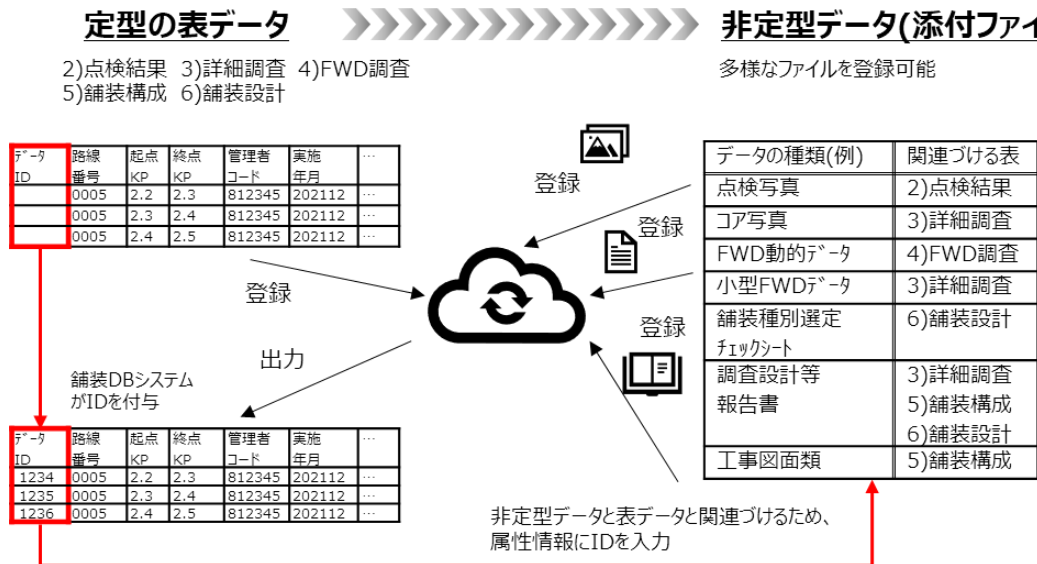 定型の表データ
非定型データ(添付ファイ
2)点検結果 3)詳細調査 4)FWD調査
5)舗装構成 6)舗装設計
多様なファイルを登録可能
ﾃﾞｰﾀ 路線 起点 終点 管理者 実施 …
ID 番号 KP KP コード 年月
0005 2.2 2.3 812345 202112 …
0005 2.3 2.4 812345 202112 …
0005 2.4 2.5 812345 202112 …
登録
登録
登録
登録
出力
舗装DBシステム
がIDを付与
ﾃﾞｰﾀ 路線 起点 終点 管理者 実施 …
ID 番号 KP KP コード 年月
1234 0005 2.2 2.3 812345 202112 …
1235 0005 2.3 2.4 812345 202112 …
1236 0005 2.4 2.5 812345 202112 …
データの種類(例) 関連づける表
点検写真 2)点検結果
コア写真 3)詳細調査
FWD動的ﾃﾞｰﾀ 4)FWD調査
小型FWDﾃﾞｰﾀ 3)詳細調査
舗装種別選定 6)舗装設計
ﾁｪｯｸｼｰﾄ
調査設計等 3)詳細調査
報告書 5)舗装構成
6)舗装設計
工事図面類 5)舗装構成
非定型データと表データと関連づけるため、
属性情報にIDを入力